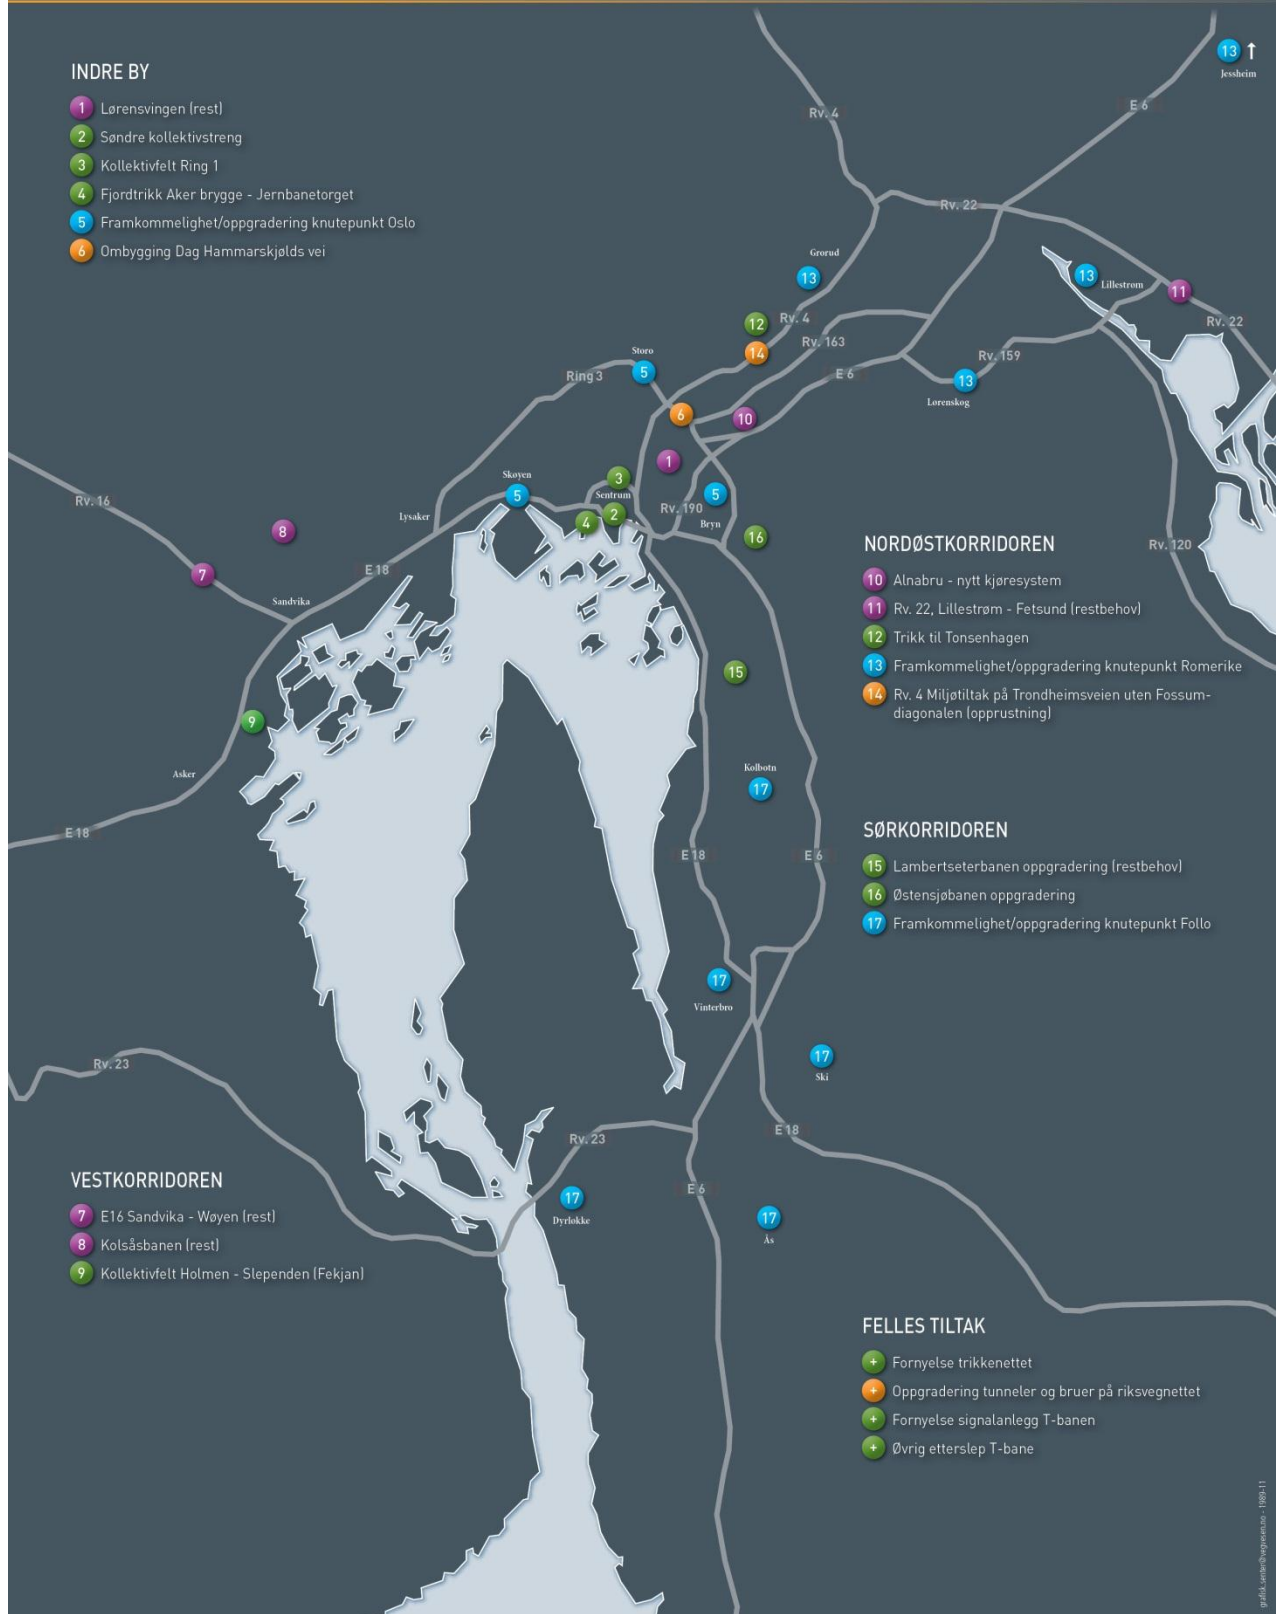 INDRE BY
1 Lørensvingen (rest)
2 Søndre kollektivstreng
3 Kollektivfelt Ring 1
4 Fjordtrikk Aker brygge - Jernbanetorget
5 Framkommelighet/oppgradering knutepunkt Oslo
6 Ombygging Dag Hammarskjølds vei
13 ↑
Jessheim
E 6
Rv. 4
Rv. 22
Grorud
13
13
Lillestrøm
11
Rv. 22
12
Rv. 4
14
Rv. 163
Rv. 159
Storo
5
Ring 3
E 6
13
Lørenskog
6
10
1
Skøyen
5
3
Sentrum
4
2
Rv. 190
5
Bryn
16
Rv. 16
Lysaker
8
7
E 18
Sandvika
Rv. 120
NORDØSTKORRIDOREN
10 Alnabru - nytt kjøresystem
11 Rv. 22, Lillestrøm - Fetsund (restbehov)
12 Trikk til Tonsenhagen
13 Framkommelighet/oppgradering knutepunkt Romerike
14 Rv. 4 Miljøtiltak på Trondheimsveien uten Fossum-
diagonalen (opprustning)
15
9
Asker
E 18
Kolbotn
17
E 18
E 6
SØRKORRIDOREN
15 Lambertseterbanen oppgradering (restbehov)
16 Østensjøbanen oppgradering
17 Framkommelighet/oppgradering knutepunkt Follo
17
Vinterbro
17
Ski
Rv. 23
Rv. 23
E 18
E 6
17
Dyrløkke
17
Ås
VESTKORRIDOREN
7 E16 Sandvika - Wøyen (rest)
8 Kolsåsbanen (rest)
9 Kollektivfelt Holmen - Slependen (Fekjan)
FELLES TILTAK
+ Fornyelse trikkenettet
+ Oppgradering tunneler og bruer på riksvegnettet
+ Fornyelse signalanlegg T-banen
+ Øvrig etterslep T-bane
grafisk.senter@vegvesen.no - 1989-11